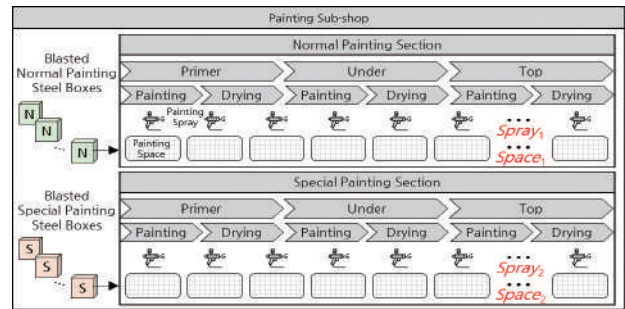 Painting Sub-shop
Normal Painting Section
Blasted
Normal Painting
Steel Boxes
Primer Under Top
Painting Drying Painting Drying Painting Drying
N
N
... N
Painting
Spray
...
Spray1
Painting
Space
...
Space1
Special Painting Section
Blasted
Special Painting
Steel Boxes
Primer Under Top
Painting Drying Painting Drying Painting Drying
S
S
... S
...
Spray2
...
Space2